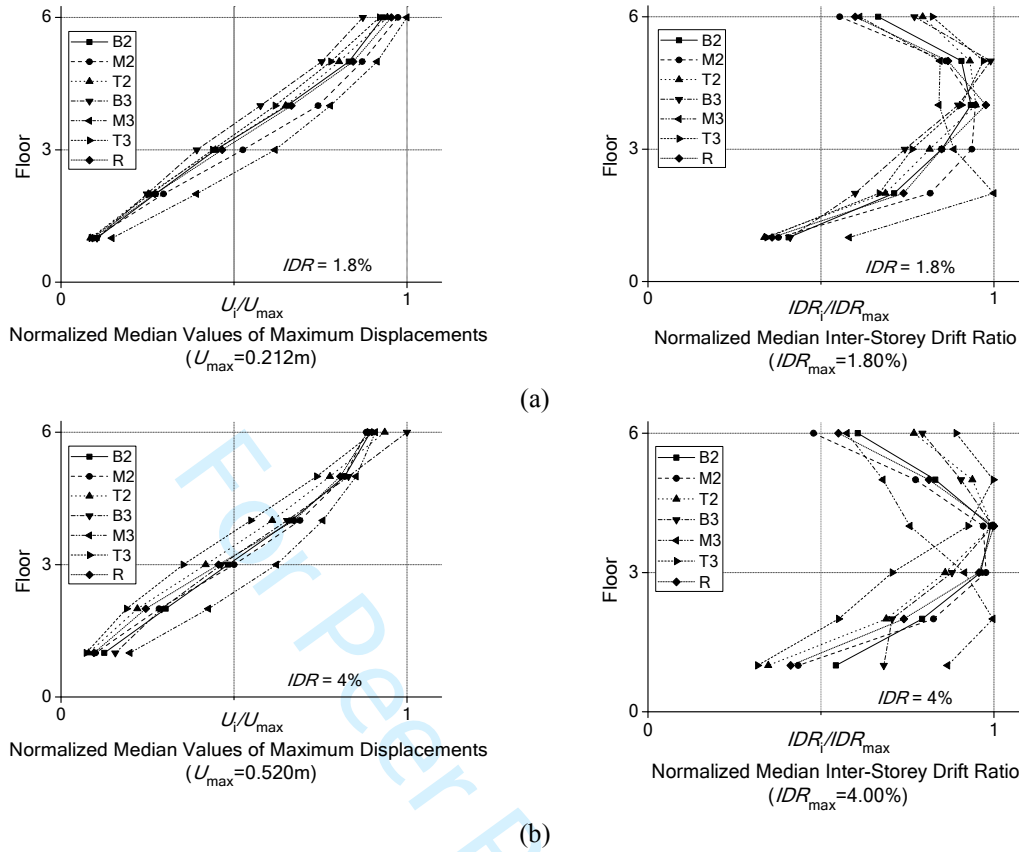 6
B2
M2
T2
B3
M3
T3
R
Floor
3
IDR = 1.8%
0
0
Ui/Umax
1
Normalized Median Values of Maximum Displacements
(Umax=0.212m)
6
B2
M2
T2
B3
M3
T3
R
Floor
3
IDR = 1.8%
0
0
IDRi/IDRmax
1
Normalized Median Inter-Storey Drift Ratio
(IDRmax=1.80%)
(a)
6
B2
M2
T2
B3
M3
T3
R
Floor
3
IDR = 4%
0
0
Ui/Umax
1
Normalized Median Values of Maximum Displacements
(Umax=0.520m)
6
B2
M2
T2
B3
M3
T3
R
Floor
3
IDR = 4%
0
0
IDRi/IDRmax
1
Normalized Median Inter-Storey Drift Ratio
(IDRmax=4.00%)
(b)
For Peer